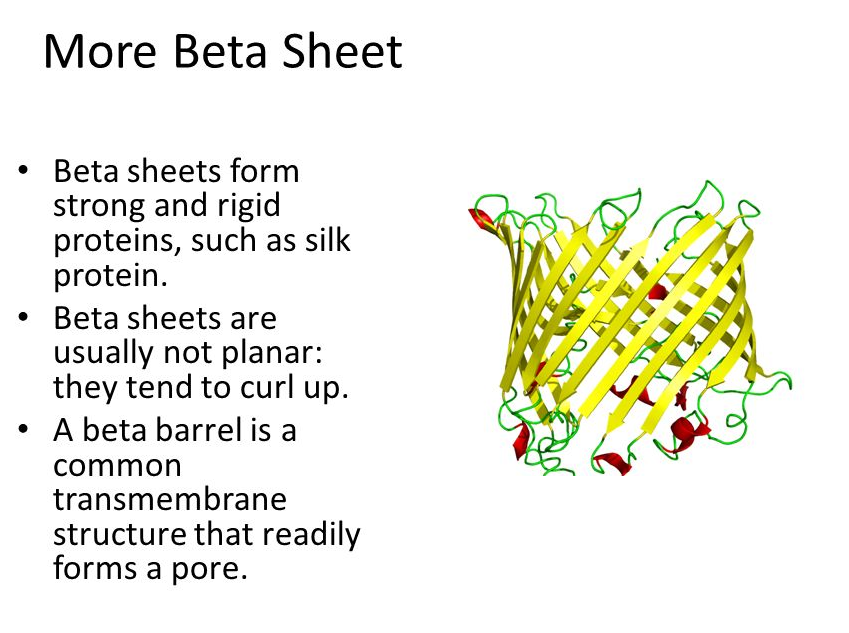 More Beta Sheet
• Beta sheets form
strong and rigid
proteins, such as silk
protein.
• Beta sheets are
usually not planar:
they tend to curl up.
• A beta barrel is a
common
transmembrane
structure that readily
forms a pore.